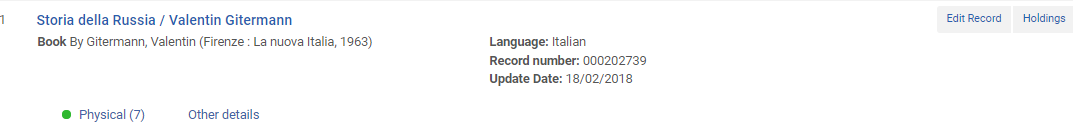 1
Storia della Russia / Valentin Gitermann
Edit Record
Holdings
Book By Gitermann, Valentin (Firenze : La nuova Italia, 1963)
Language: Italian
Record number: 000202739
Update Date: 18/02/2018
Physical (7)
Other details